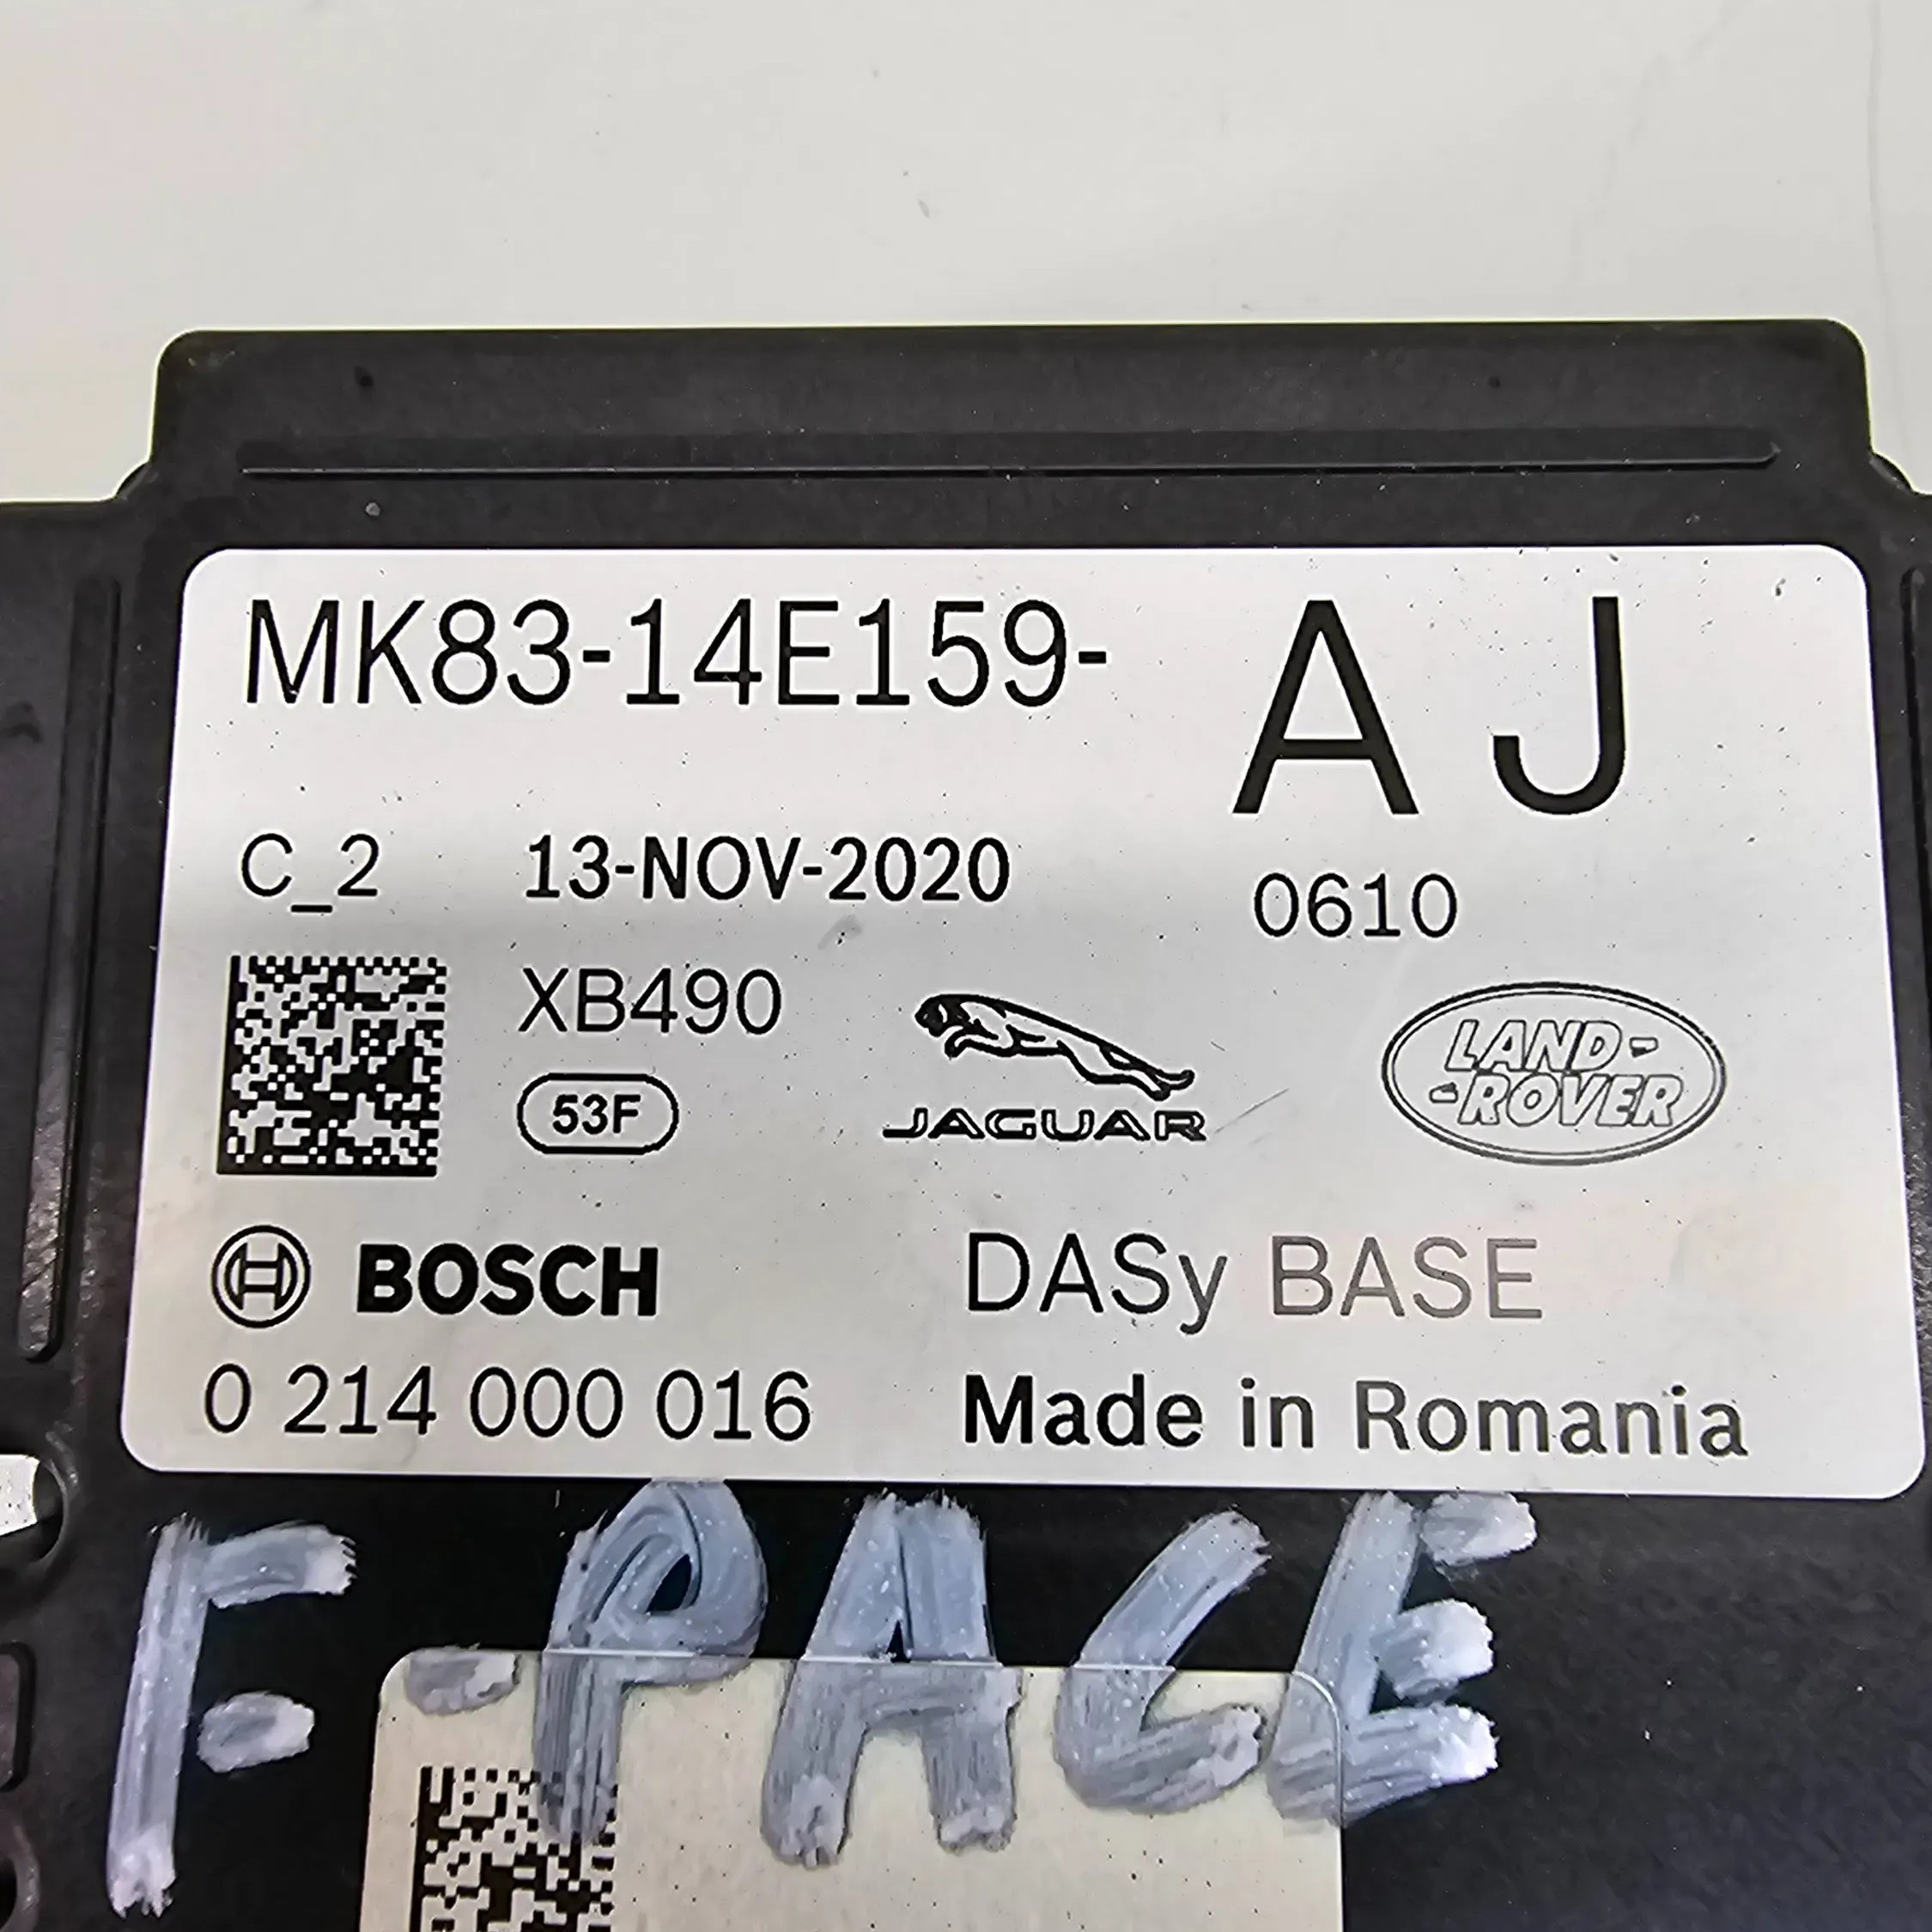 MK83-14E159- AJ
C_2 13-NOV-2020 0610
XB490
53F
JAGUAR
LAND-
-ROVER
BOSCH DASy BASE
0 214 000 016 Made in Romania
F-PACE